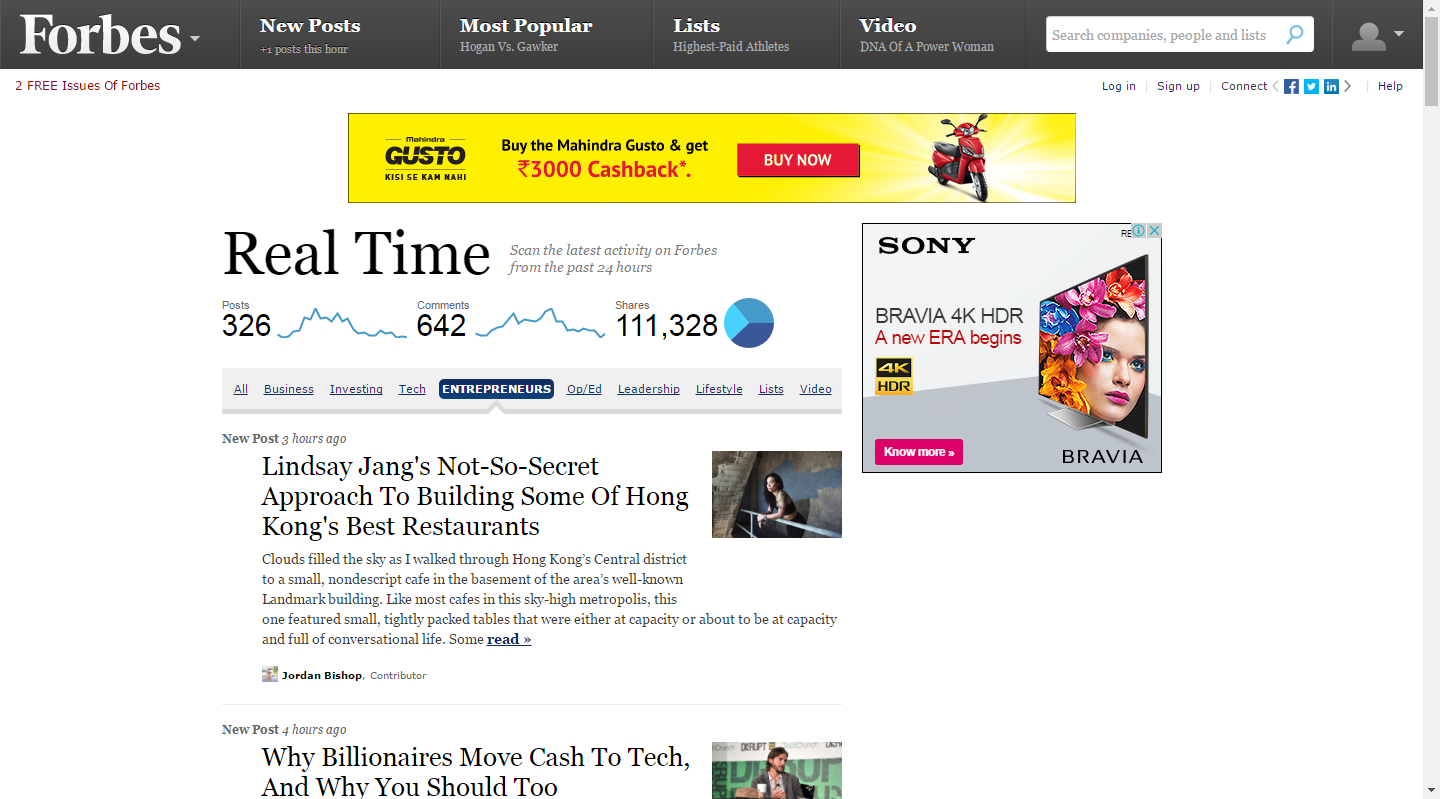 Forbes
New Posts
+1 posts this hour
Most Popular
Hogan Vs. Gawker
Lists
Highest-Paid Athletes
Video
DNA Of A Power Woman
Search companies, people and lists
2 FREE Issues Of Forbes
Log in
Sign up
Connect
Help
Mahindra
GUSTO
KISI SE KAM NAHI
Buy the Mahindra Gusto & get
₹3000 Cashback*.
BUY NOW
Real Time
Scan the latest activity on Forbes
from the past 24 hours
Posts
326
Comments
642
Shares
111,328
All Business Investing Tech ENTREPRENEURS Op/Ed Leadership Lifestyle Lists Video
New Post 3 hours ago
Lindsay Jang's Not-So-Secret
Approach To Building Some Of Hong
Kong's Best Restaurants
Clouds filled the sky as I walked through Hong Kong's Central district
to a small, nondescript cafe in the basement of the area's well-known
Landmark building. Like most cafes in this sky-high metropolis, this
one featured small, tightly packed tables that were either at capacity or about to be at capacity
and full of conversational life. Some read »
Jordan Bishop, Contributor
New Post 4 hours ago
Why Billionaires Move Cash To Tech,
And Why You Should Too
DISRUPT
TechCrunch
DISRUPT
SONY
BRAVIA 4K HDR
A new ERA begins
4K
HDR
Know more »
BRAVIA